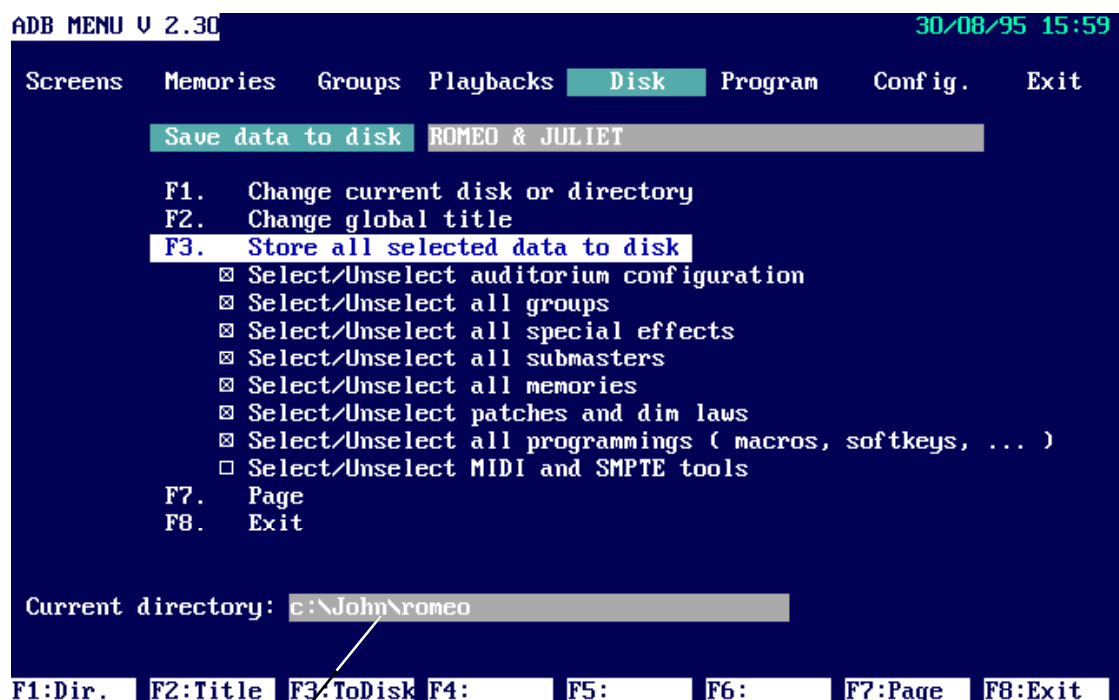 ADB MENU V 2.30 30/08/95 15:59
Screens Memories Groups Playbacks Disk Program Config. Exit
Save data to disk ROMEO & JULIET
F1. Change current disk or directory
F2. Change global title
F3. Store all selected data to disk
☒ Select/Unselect auditorium configuration
☒ Select/Unselect all groups
☒ Select/Unselect all special effects
☒ Select/Unselect all submasters
☒ Select/Unselect all memories
☒ Select/Unselect patches and dim laws
☒ Select/Unselect all programmings ( macros, softkeys, ... )
☐ Select/Unselect MIDI and SMPTE tools
F7. Page
F8. Exit
Current directory: c:\John\romeo
F1:Dir. F2:Title F3:ToDisk F4: F5: F6: F7:Page F8:Exit